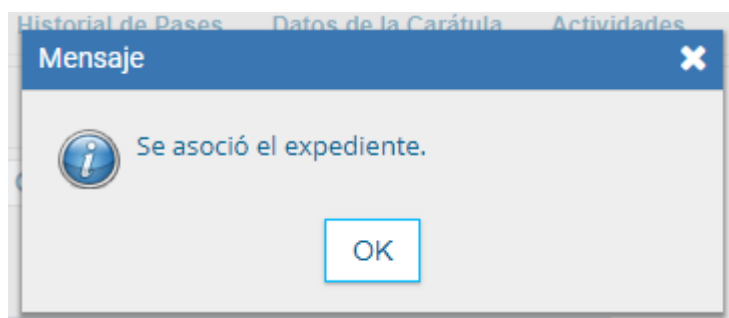 Historial de Pases Datos de la Carátula Actividades
Mensaje
Se asoció el expediente.
OK